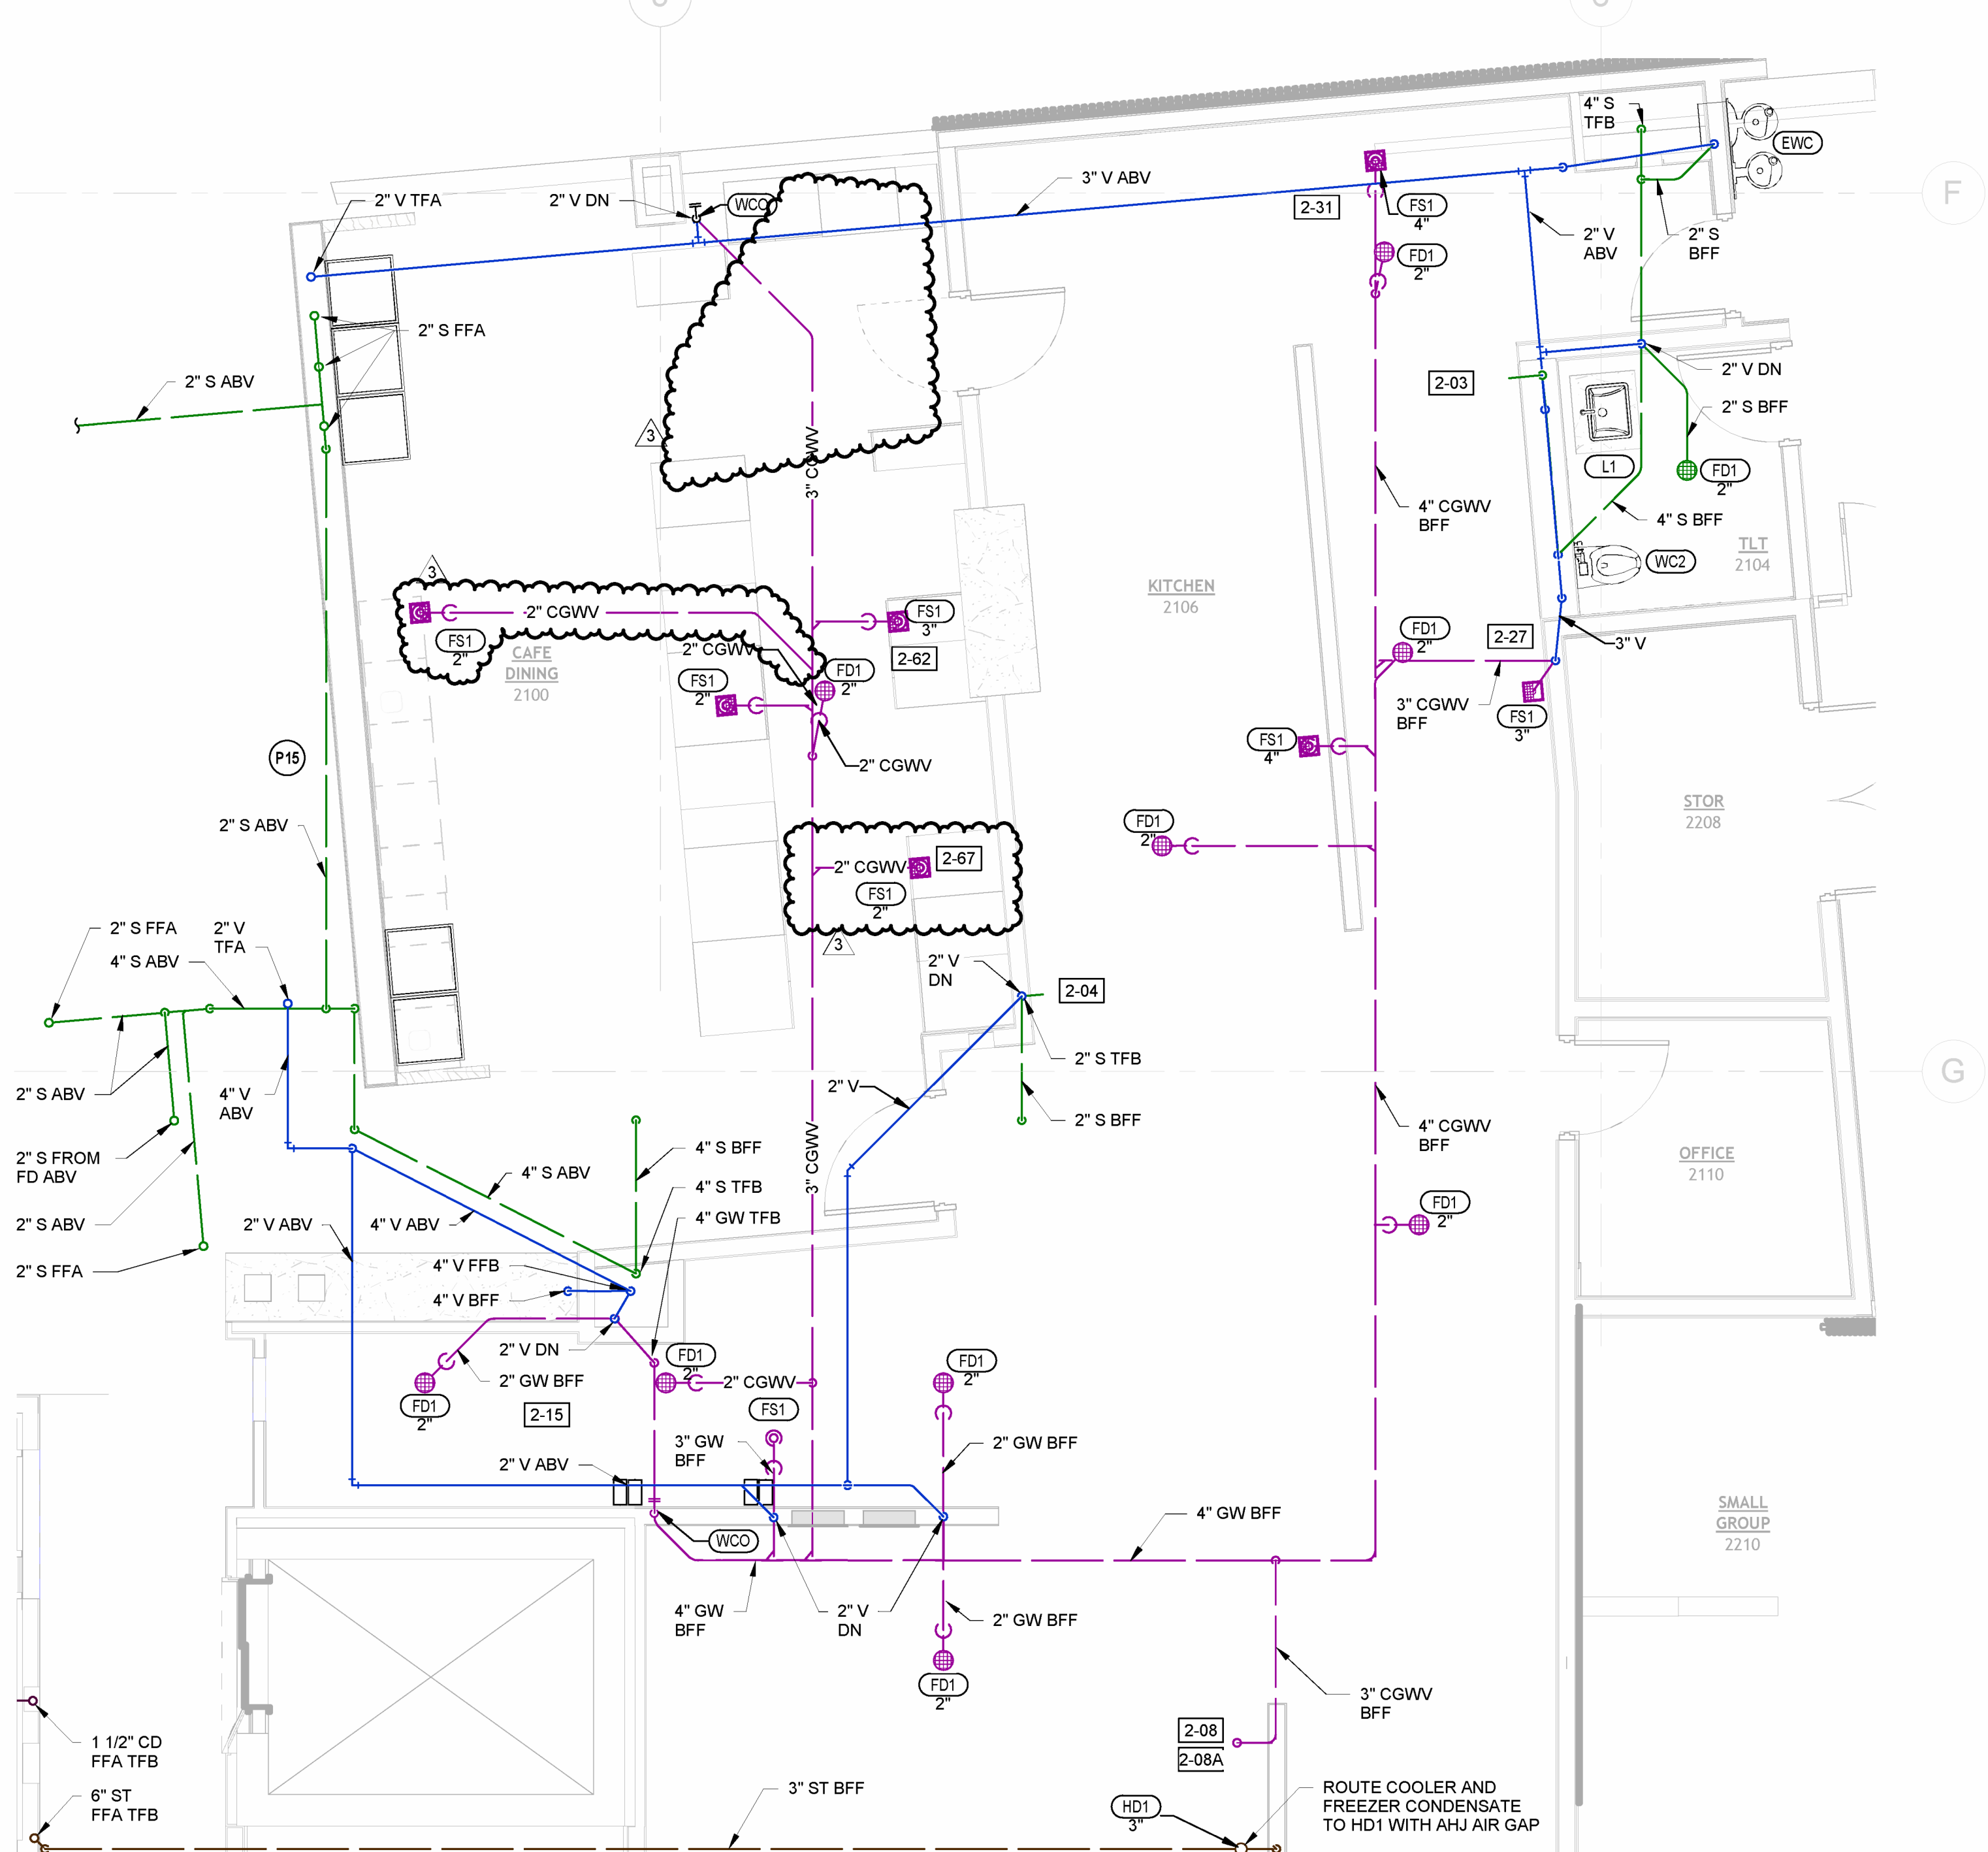 4" S
TFB
EWC
F
2" V TFA
2" V DN
WCO
3" V ABV
2-31
FS1
4"
FD1
2"
2" V
ABV
2" S
BFF
2" S FFA
2" S ABV
3
3" CGWV
2-03
2" V DN
2" S BFF
L1
FD1
2"
4" CGWV
BFF
4" S BFF
TLT
2104
WC2
KITCHEN
2106
3
2" CGWV
FS1
2"
CAFE
DINING
2100
FS1
3"
2-62
2" CGWV
FD1
2"
FS1
2"
2" CGWV
FD1
2"
2-27
3" V
3" CGWV
BFF
FS1
3"
FS1
4"
P15
FD1
2"
STOR
2208
2" S ABV
2" CGWV
2-67
FS1
2"
3
2" S FFA
2" V
TFA
4" S ABV
2" V
DN
2-04
2" S TFB
G
2" S ABV
4" V
ABV
2" V
2" S BFF
4" CGWV
BFF
OFFICE
2110
2" S FROM
FD ABV
4" S BFF
4" S ABV
4" S TFB
3" CGWV
2" S ABV
2" V ABV
4" V ABV
4" GW TFB
FD1
2"
2" S FFA
4" V FFB
4" V BFF
2" V DN
FD1
2"
2" GW BFF
2" CGWV
FD1
2"
FD1
2"
2-15
FS1
3" GW
BFF
2" GW BFF
2" V ABV
WCO
4" GW BFF
SMALL
GROUP
2210
4" GW
BFF
2" V
DN
2" GW BFF
FD1
2"
3" CGWV
BFF
2-08
2-08A
1 1/2" CD
FFA TFB
6" ST
FFA TFB
3" ST BFF
HD1
3"
ROUTE COOLER AND
FREEZER CONDENSATE
TO HD1 WITH AHJ AIR GAP